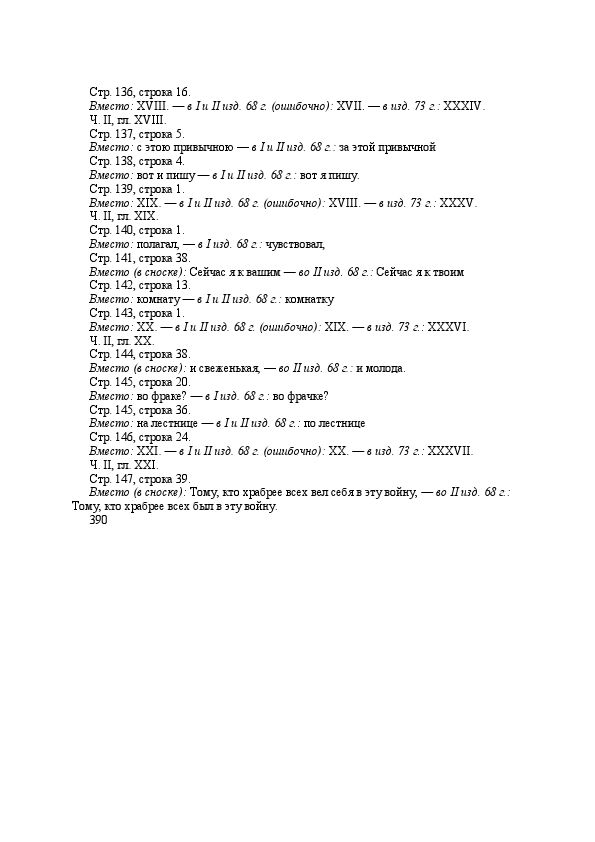 Стр. 136, строка 16.
Вместо: XVIII. — в I и II изд. 68 г. (ошибочно): XVII. — в изд. 73 г.: XXXIV.
Ч. II, гл. XVIII.
Стр. 137, строка 5.
Вместо: с этою привычною — в I и II изд. 68 г.: за этой привычной
Стр. 138, строка 4.
Вместо: вот и пишу — в I и II изд. 68 г.: вот я пишу.
Стр. 139, строка 1.
Вместо: XIX. — в I и II изд. 68 г. (ошибочно): XVIII. — в изд. 73 г.: XXXV.
Ч. II, гл. XIX.
Стр. 140, строка 1.
Вместо: полагал, — в I изд. 68 г.: чувствовал,
Стр. 141, строка 38.
Вместо (в сноске): Сейчас я к вашим — во II изд. 68 г.: Сейчас я к твоим
Стр. 142, строка 13.
Вместо: комнату — в I и II изд. 68 г.: комнатку
Стр. 143, строка 1.
Вместо: XX. — в I и II изд. 68 г. (ошибочно): XIX. — в изд. 73 г.: XXXVI.
Ч. II, гл. XX.
Стр. 144, строка 38.
Вместо (в сноске): и свеженькая, — во II изд. 68 г.: и молода.
Стр. 145, строка 20.
Вместо: во фраке? — в I изд. 68 г.: во фрачке?
Стр. 145, строка 36.
Вместо: на лестнице — в I и II изд. 68 г.: по лестнице
Стр. 146, строка 24.
Вместо: XXI. — в I и II изд. 68 г. (ошибочно): XX. — в изд. 73 г.: XXXVII.
Ч. II, гл. XXI.
Стр. 147, строка 39.
Вместо (в сноске): Тому, кто храбрее всех вел себя в эту войну, — во II изд. 68 г.:
Тому, кто храбрее всех был в эту войну.
390